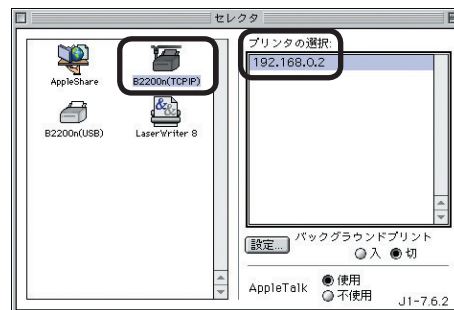 セレクタ
AppleShare
B2200n(TCPIP)
B2200n(USB)
LaserWriter 8
プリンタの選択:
192.168.0.2
設定...
バックグラウンドプリント
入 切
AppleTalk
使用
不使用
J1-7.6.2